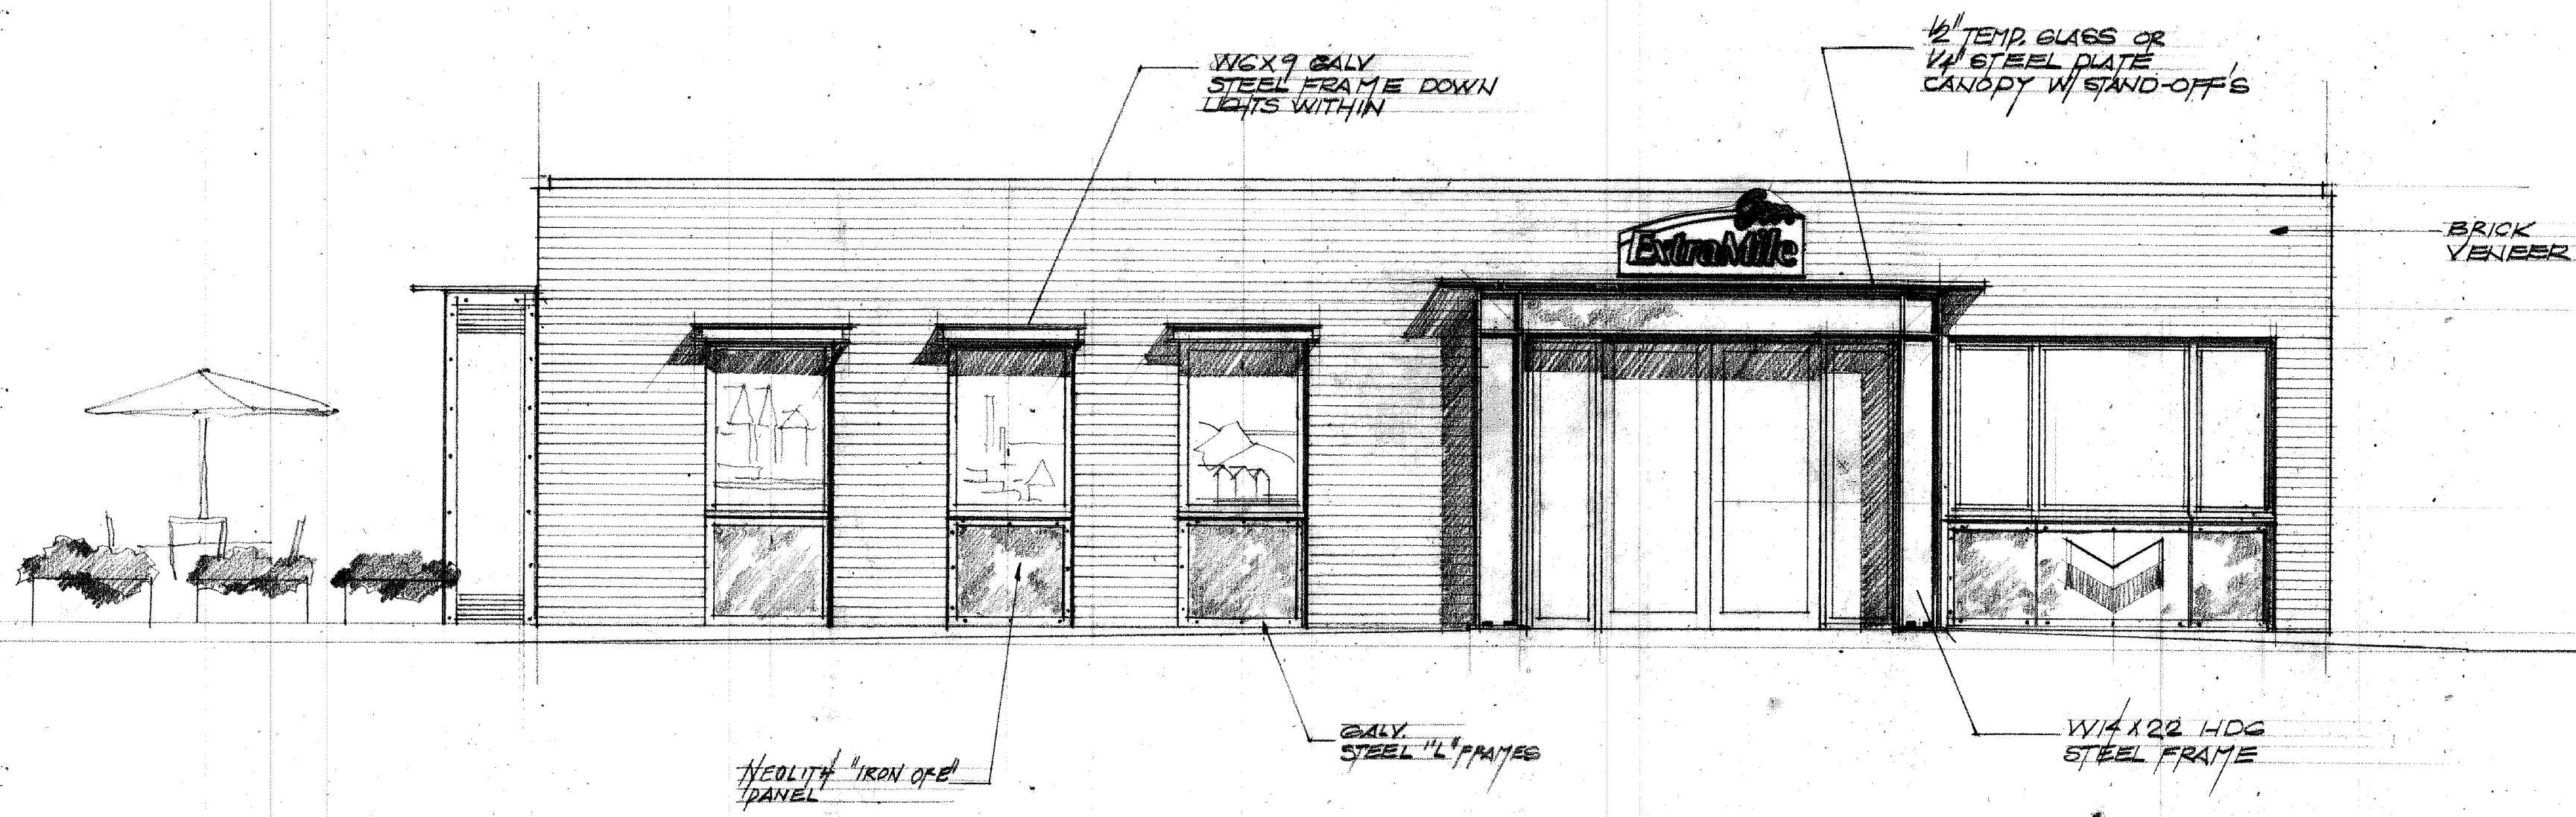 W6X9 GALV
STEEL FRAME DOWN
LIGHTS WITHIN
1/2" TEMP. GLASS OR
1/4" STEEL PLATE
CANOPY W/ STAND-OFF'S
BRICK
VENEER
ExtraMile
NEOLITH "IRON ORE"
PANEL
GALV.
STEEL "L" FRAMES
W14X22 HDG
STEEL FRAME